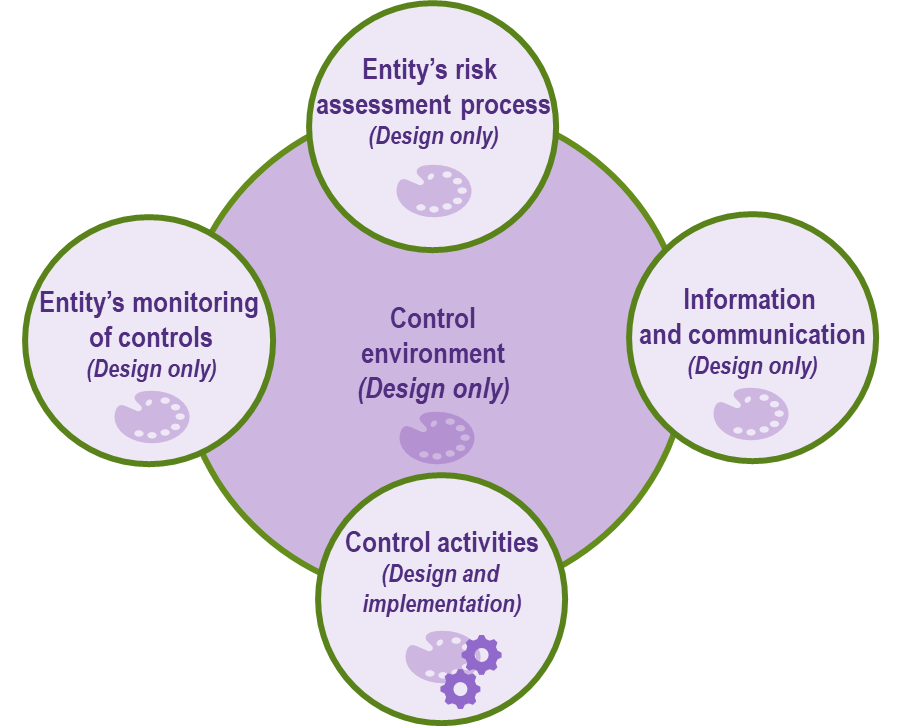 Entity’s risk
assessment process
(Design only)
Entity’s monitoring
of controls
(Design only)
Control
environment
(Design only)
Information
and communication
(Design only)
Control activities
(Design and
implementation)